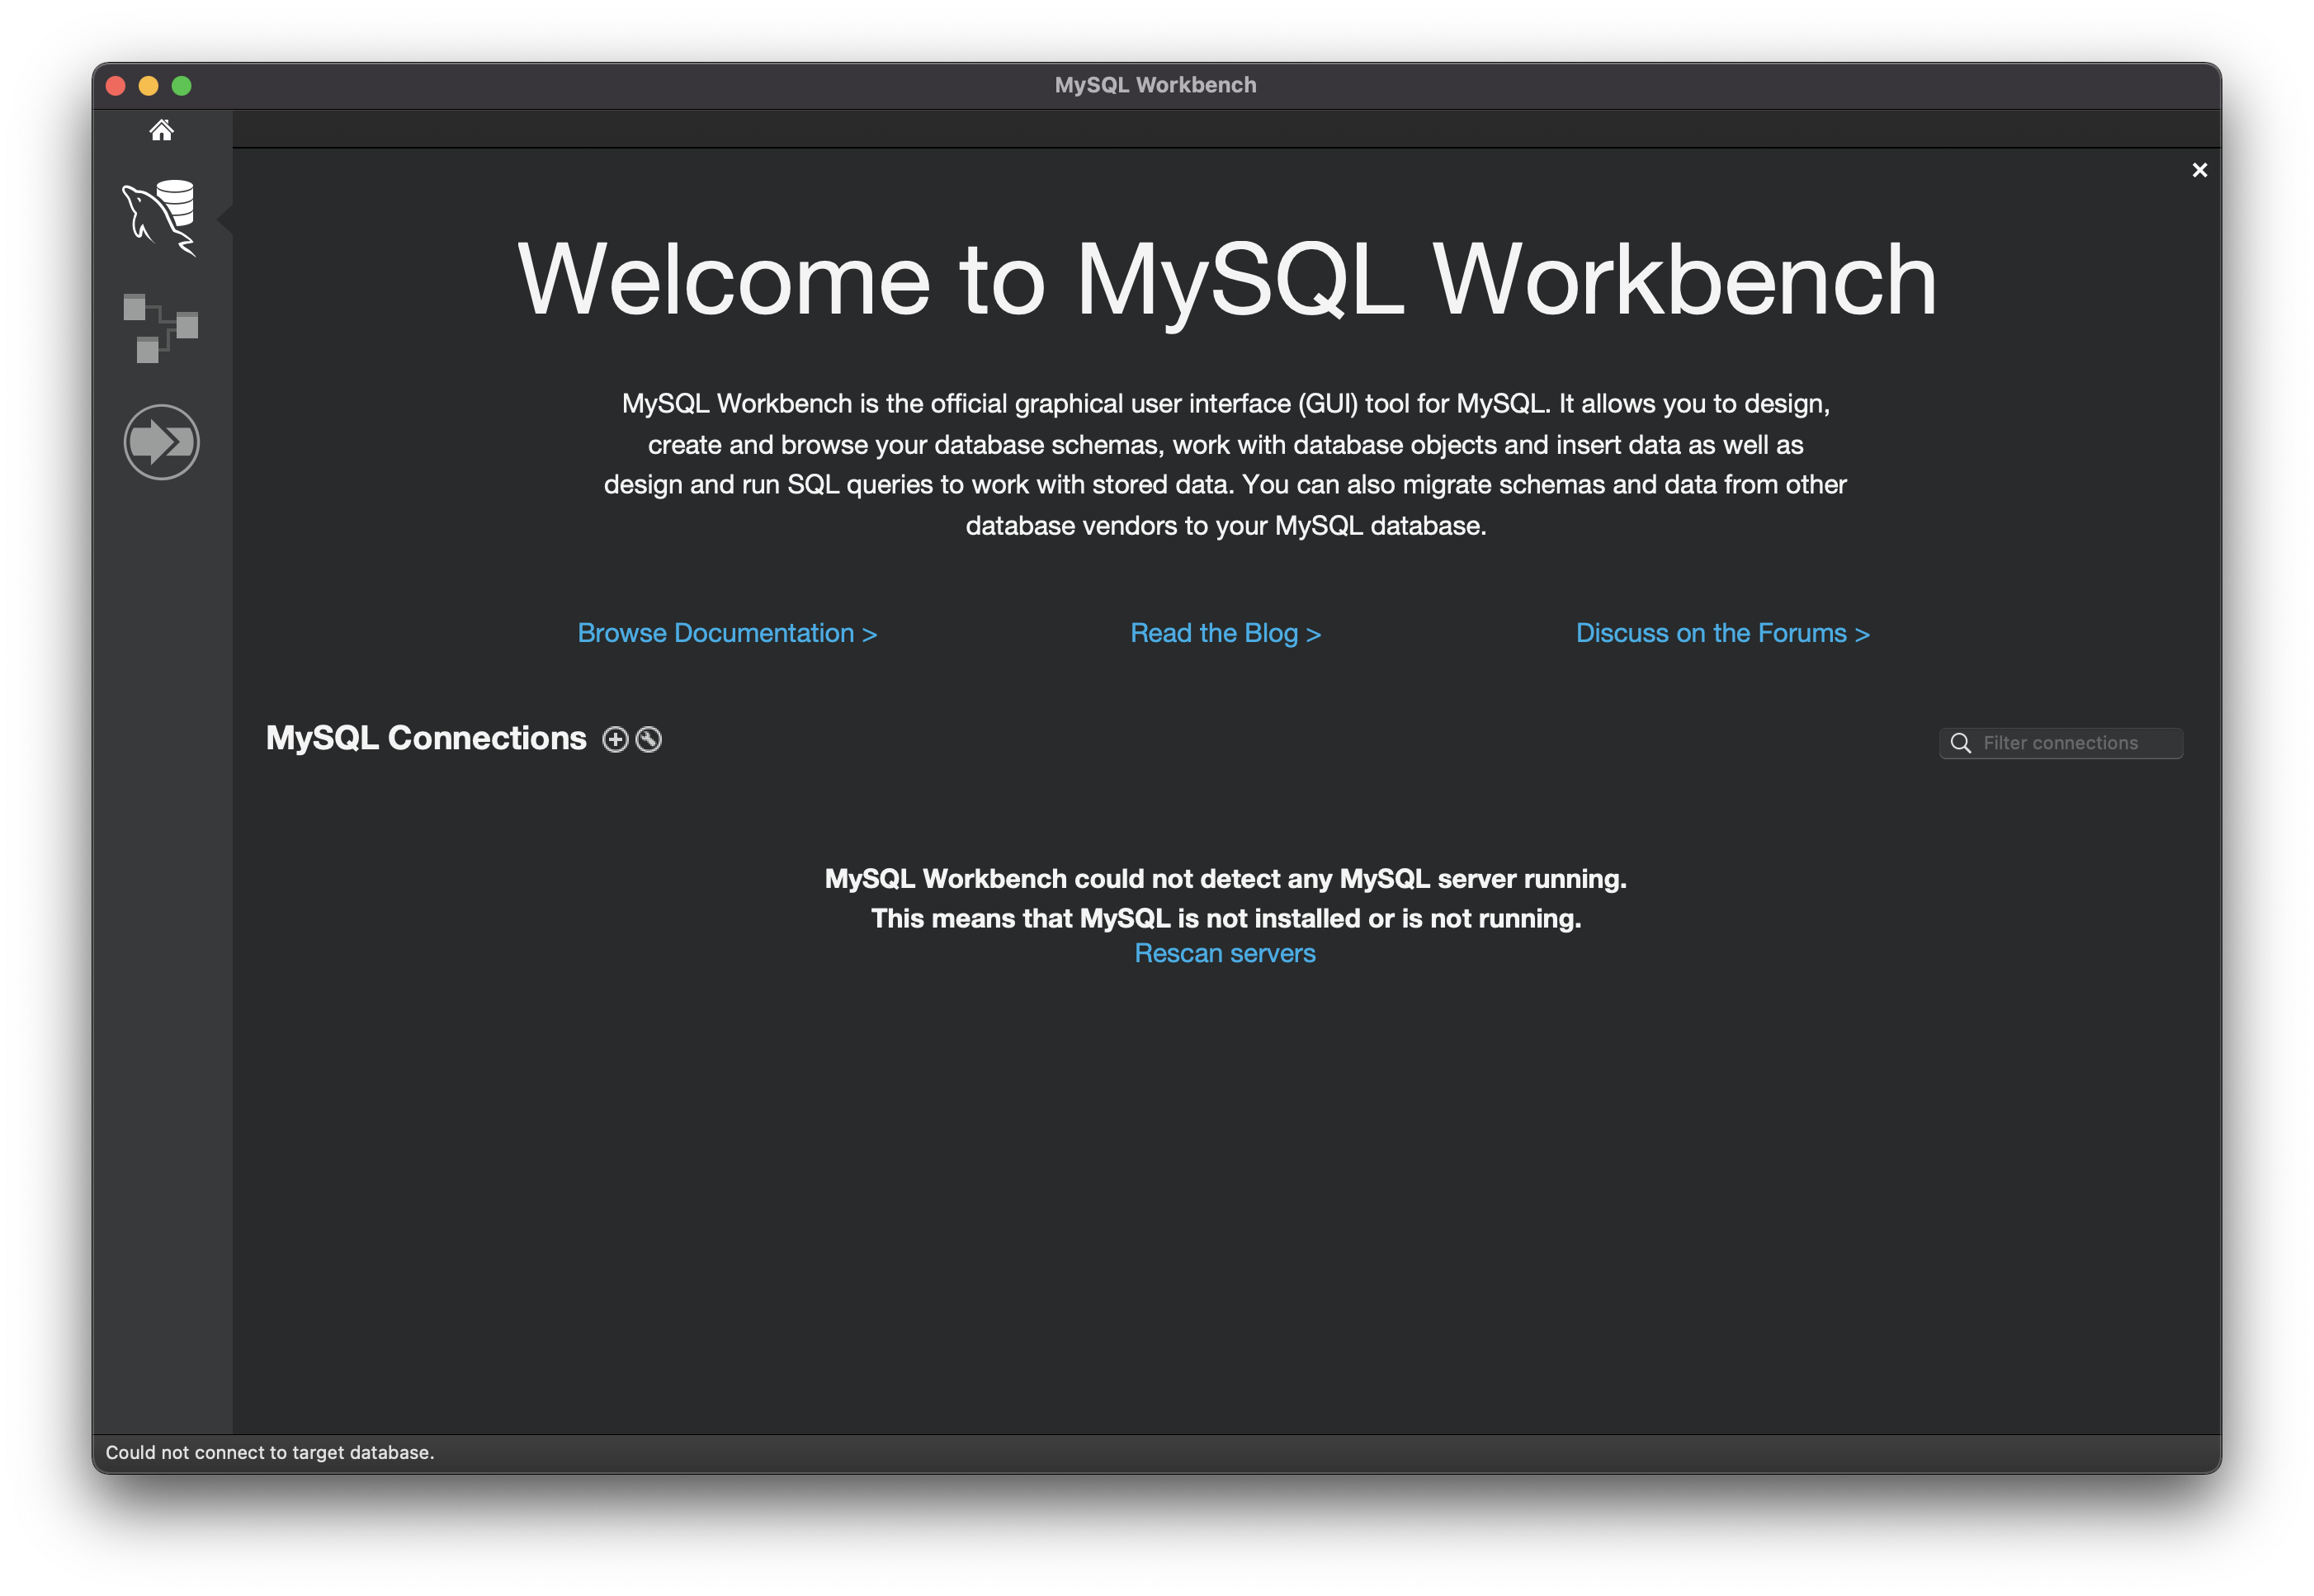 MySQL Workbench
Welcome to MySQL Workbench
MySQL Workbench is the official graphical user interface (GUI) tool for MySQL. It allows you to design,
create and browse your database schemas, work with database objects and insert data as well as
design and run SQL queries to work with stored data. You can also migrate schemas and data from other
database vendors to your MySQL database.
Browse Documentation >
Read the Blog >
Discuss on the Forums >
MySQL Connections
Filter connections
MySQL Workbench could not detect any MySQL server running.
This means that MySQL is not installed or is not running.
Rescan servers
Could not connect to target database.